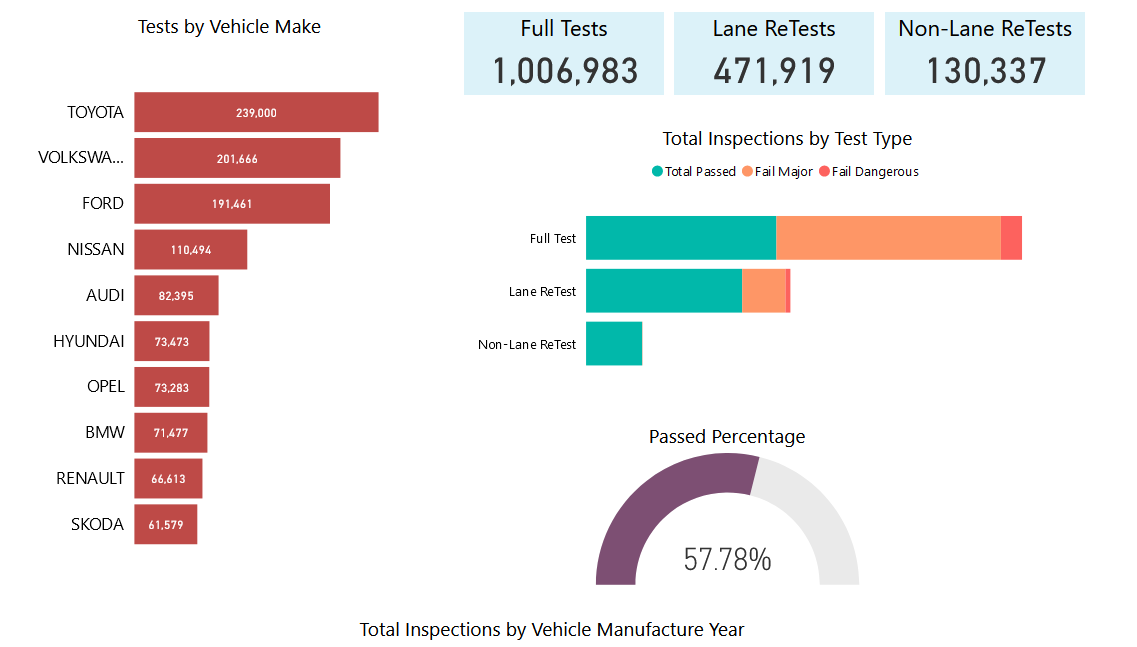 Tests by Vehicle Make
TOYOTA 239,000
VOLKSWA... 201,666
FORD 191,461
NISSAN 110,494
AUDI 82,395
HYUNDAI 73,473
OPEL 73,283
BMW 71,477
RENAULT 66,613
SKODA 61,579
Full Tests
1,006,983
Lane ReTests
471,919
Non-Lane ReTests
130,337
Total Inspections by Test Type
Total Passed Fail Major Fail Dangerous
Full Test
Lane ReTest
Non-Lane ReTest
Passed Percentage
57.78%
Total Inspections by Vehicle Manufacture Year